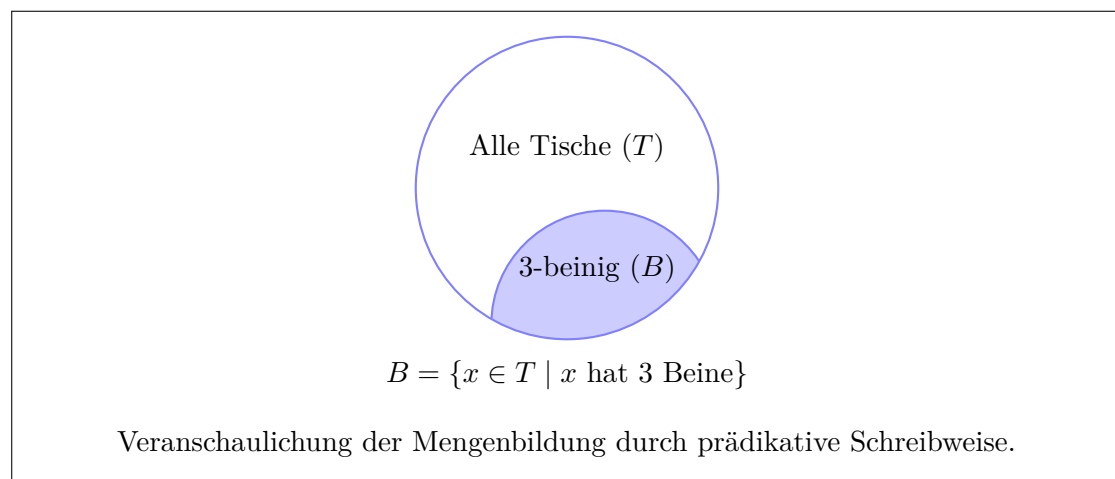 Alle Tische (T)
3-beinig (B)
B = {x ∈ T | x hat 3 Beine}
Veranschaulichung der Mengenbildung durch prädikative Schreibweise.